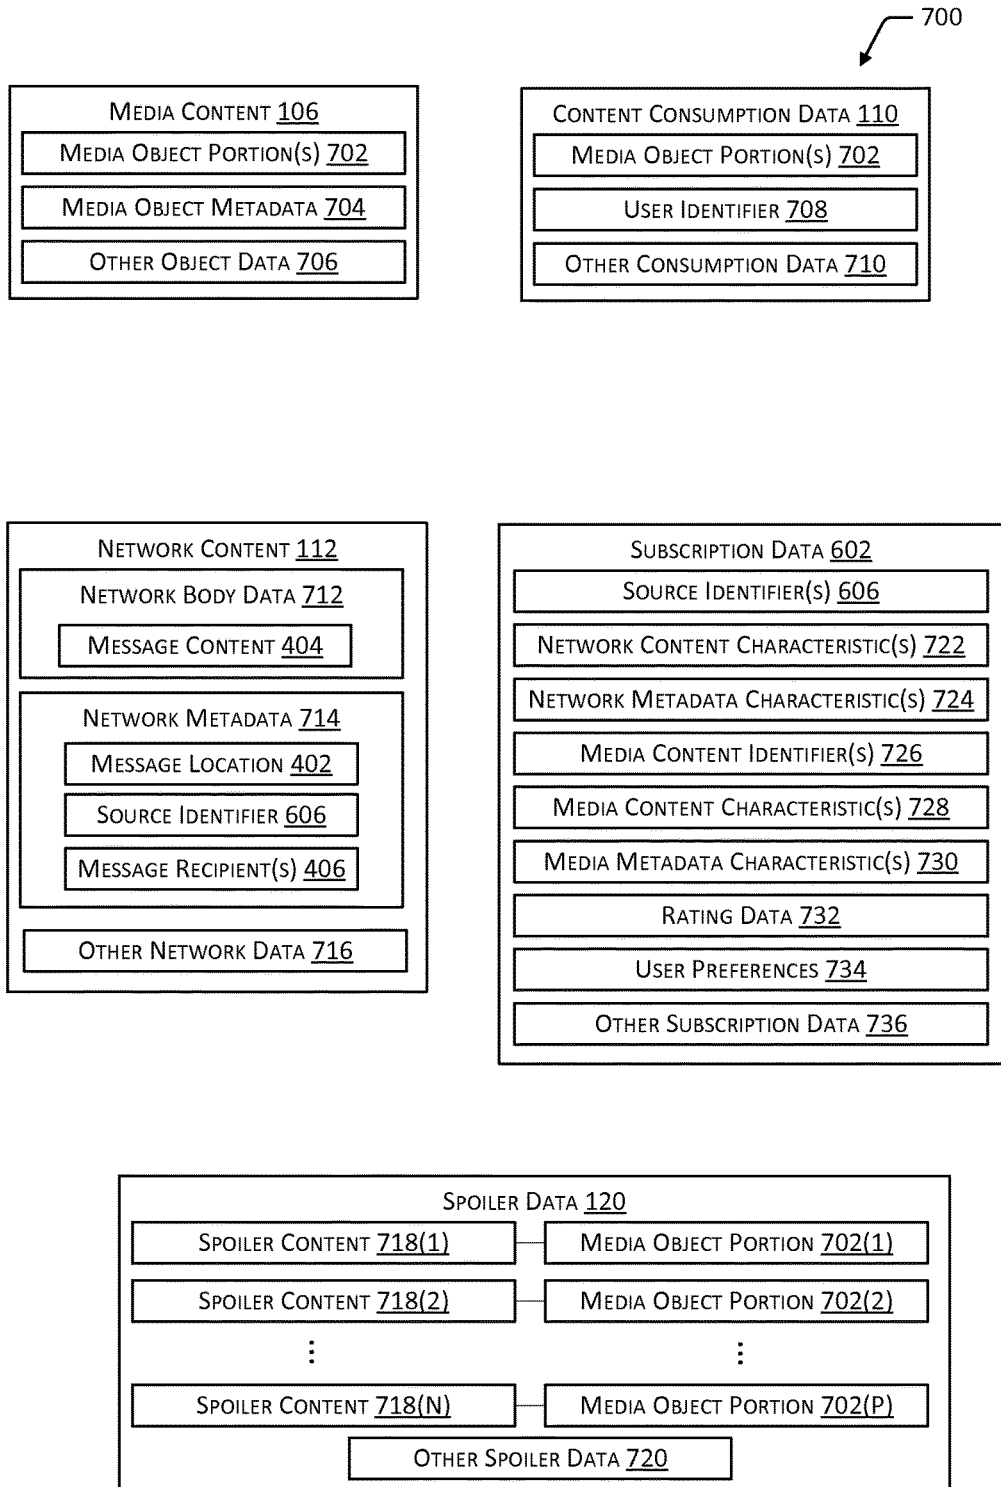 700
MEDIA CONTENT 106
MEDIA OBJECT PORTION(S) 702
MEDIA OBJECT METADATA 704
OTHER OBJECT DATA 706
CONTENT CONSUMPTION DATA 110
MEDIA OBJECT PORTION(S) 702
USER IDENTIFIER 708
OTHER CONSUMPTION DATA 710
NETWORK CONTENT 112
NETWORK BODY DATA 712
MESSAGE CONTENT 404
NETWORK METADATA 714
MESSAGE LOCATION 402
SOURCE IDENTIFIER 606
MESSAGE RECIPIENT(S) 406
OTHER NETWORK DATA 716
SUBSCRIPTION DATA 602
SOURCE IDENTIFIER(S) 606
NETWORK CONTENT CHARACTERISTIC(S) 722
NETWORK METADATA CHARACTERISTIC(S) 724
MEDIA CONTENT IDENTIFIER(S) 726
MEDIA CONTENT CHARACTERISTIC(S) 728
MEDIA METADATA CHARACTERISTIC(S) 730
RATING DATA 732
USER PREFERENCES 734
OTHER SUBSCRIPTION DATA 736
SPOILER DATA 120
SPOILER CONTENT 718(1) MEDIA OBJECT PORTION 702(1)
SPOILER CONTENT 718(2) MEDIA OBJECT PORTION 702(2)
⋮ ⋮
SPOILER CONTENT 718(N) MEDIA OBJECT PORTION 702(P)
OTHER SPOILER DATA 720